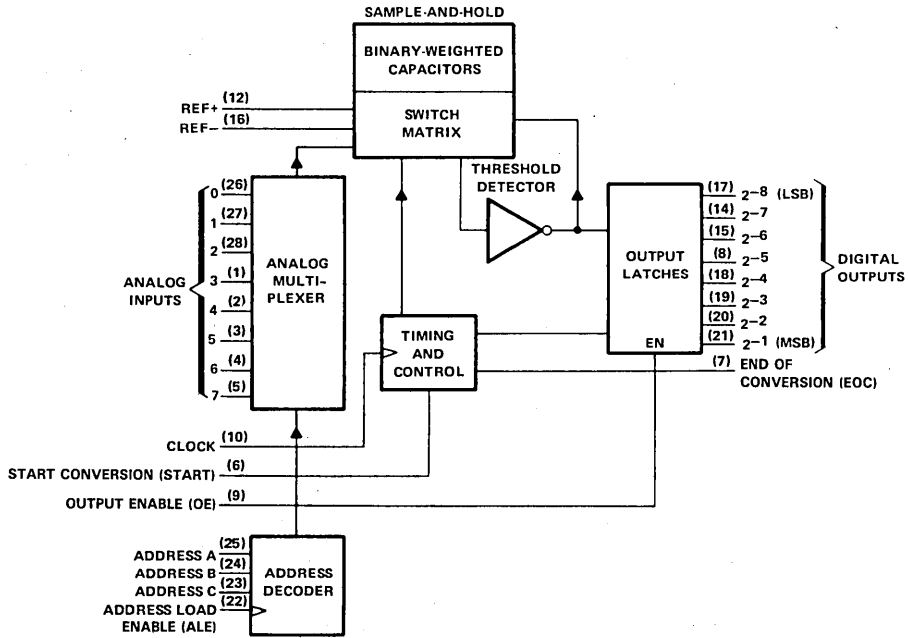 SAMPLE-AND-HOLD
BINARY-WEIGHTED
CAPACITORS
SWITCH
MATRIX
REF+ (12)
REF− (16)
THRESHOLD
DETECTOR
ANALOG
INPUTS
0 (26)
1 (27)
2 (28)
3 (1)
4 (2)
5 (3)
6 (4)
7 (5)
ANALOG
MULTI-
PLEXER
TIMING
AND
CONTROL
OUTPUT
LATCHES
EN
(17) 2−8 (LSB)
(14) 2−7
(15) 2−6
(8) 2−5
(18) 2−4
(19) 2−3
(20) 2−2
(21) 2−1 (MSB)
DIGITAL
OUTPUTS
(7) END OF
CONVERSION (EOC)
CLOCK (10)
START CONVERSION (START) (6)
OUTPUT ENABLE (OE) (9)
ADDRESS A (25)
ADDRESS B (24)
ADDRESS C (23)
ADDRESS LOAD (22)
ENABLE (ALE)
ADDRESS
DECODER